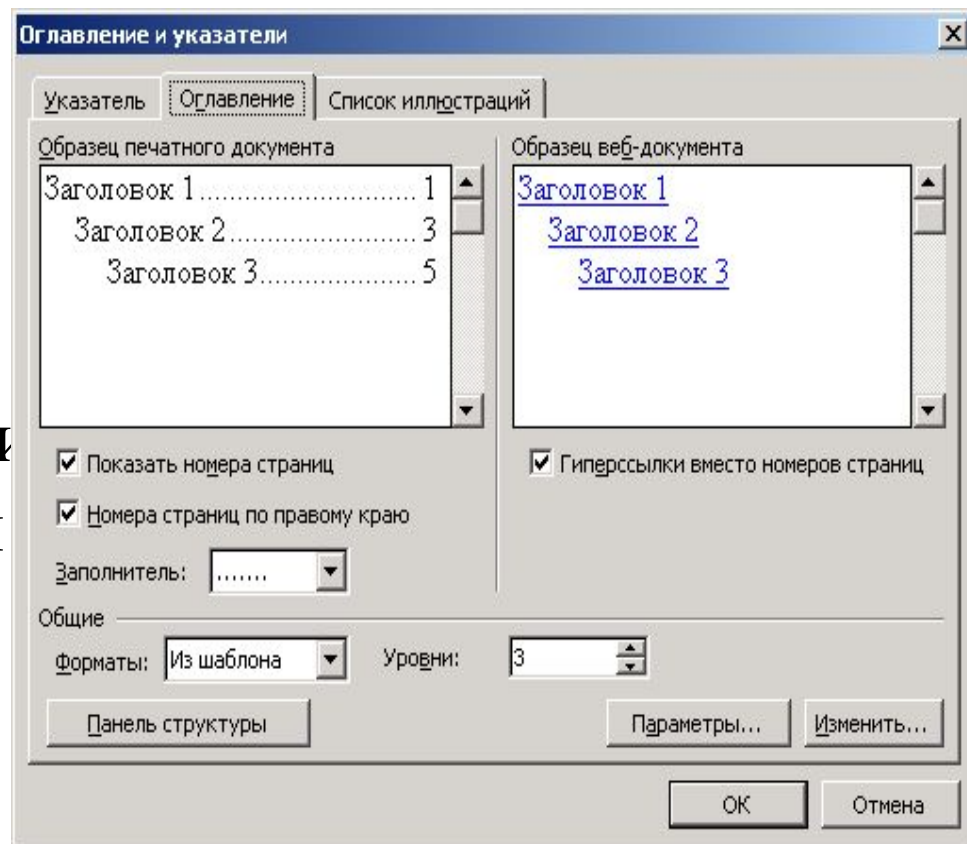 Оглавление и указатели
Указатель Оглавление Список иллюстраций
Образец печатного документа
Заголовок 1............................ 1
Заголовок 2........................ 3
Заголовок 3.................... 5
Образец веб-документа
Заголовок 1
Заголовок 2
Заголовок 3
Показать номера страниц
Номера страниц по правому краю
Заполнитель: .......
Гиперссылки вместо номеров страниц
Общие
Форматы: Из шаблона Уровни: 3
Панель структуры Параметры... Изменить...
ОК Отмена